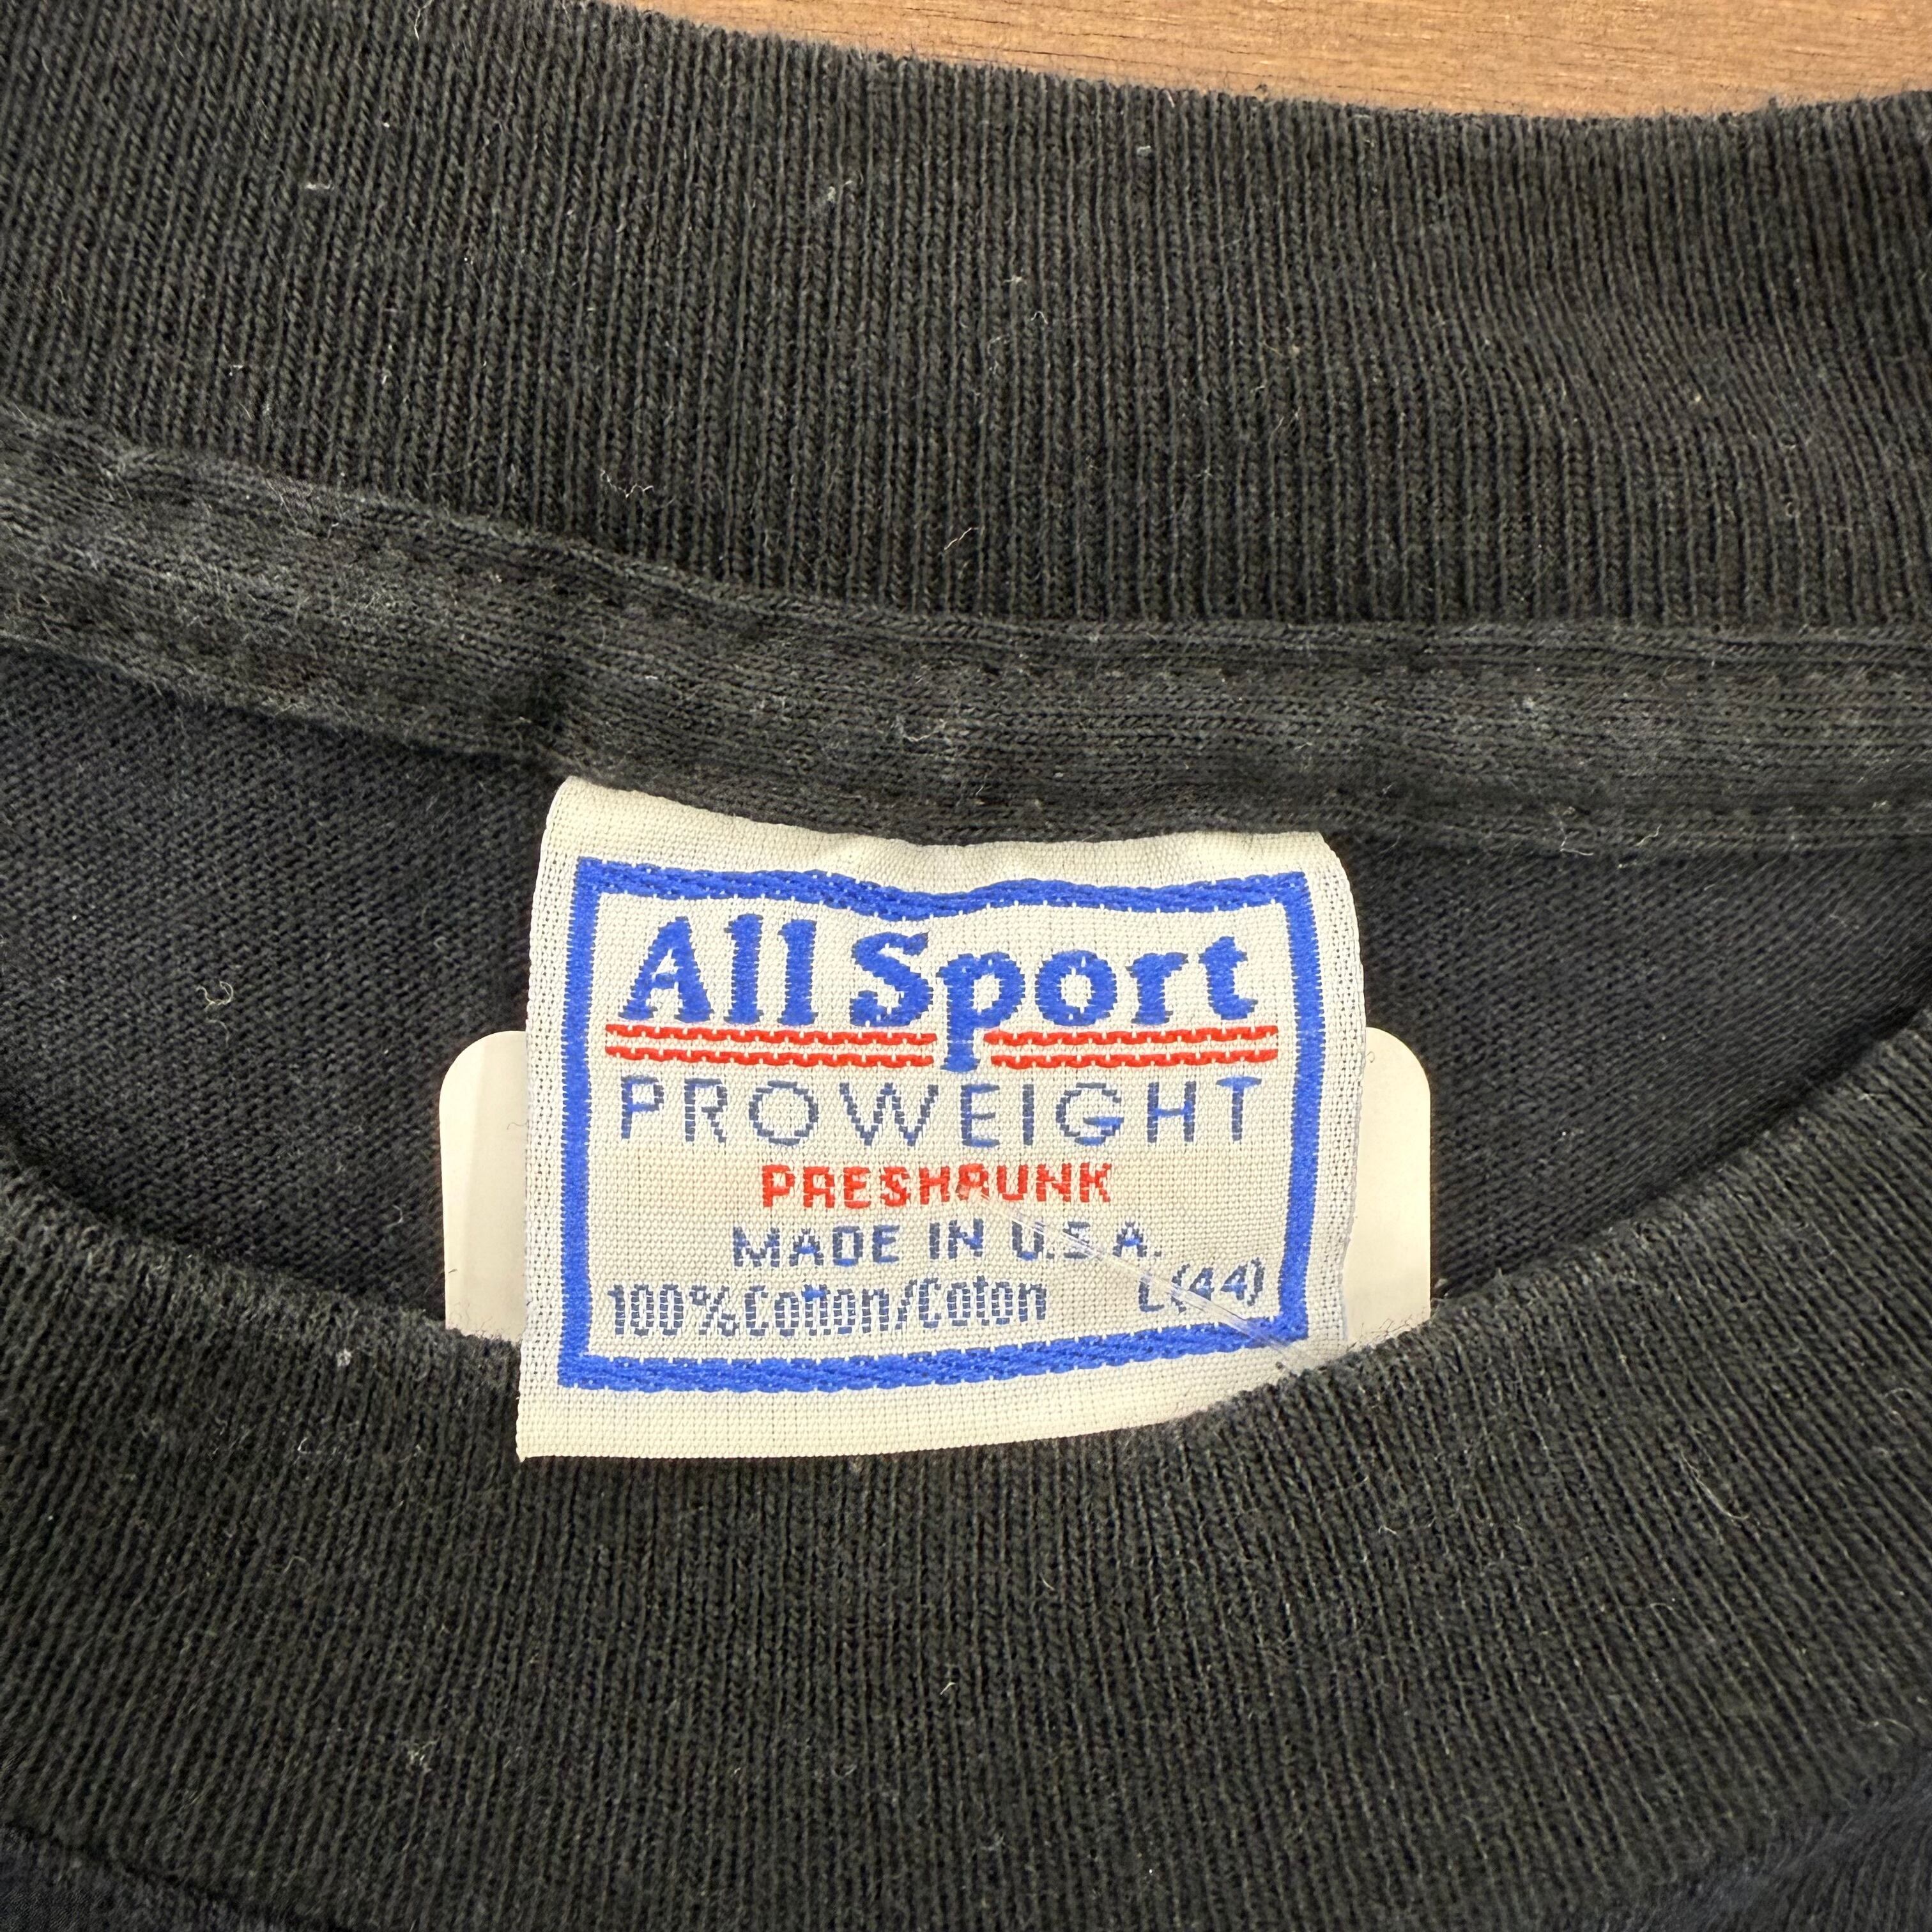 All Sport
PROWEIGHT
PRESHRUNK
MADE IN U.S.A.
100% Cotton/Coton L(44)